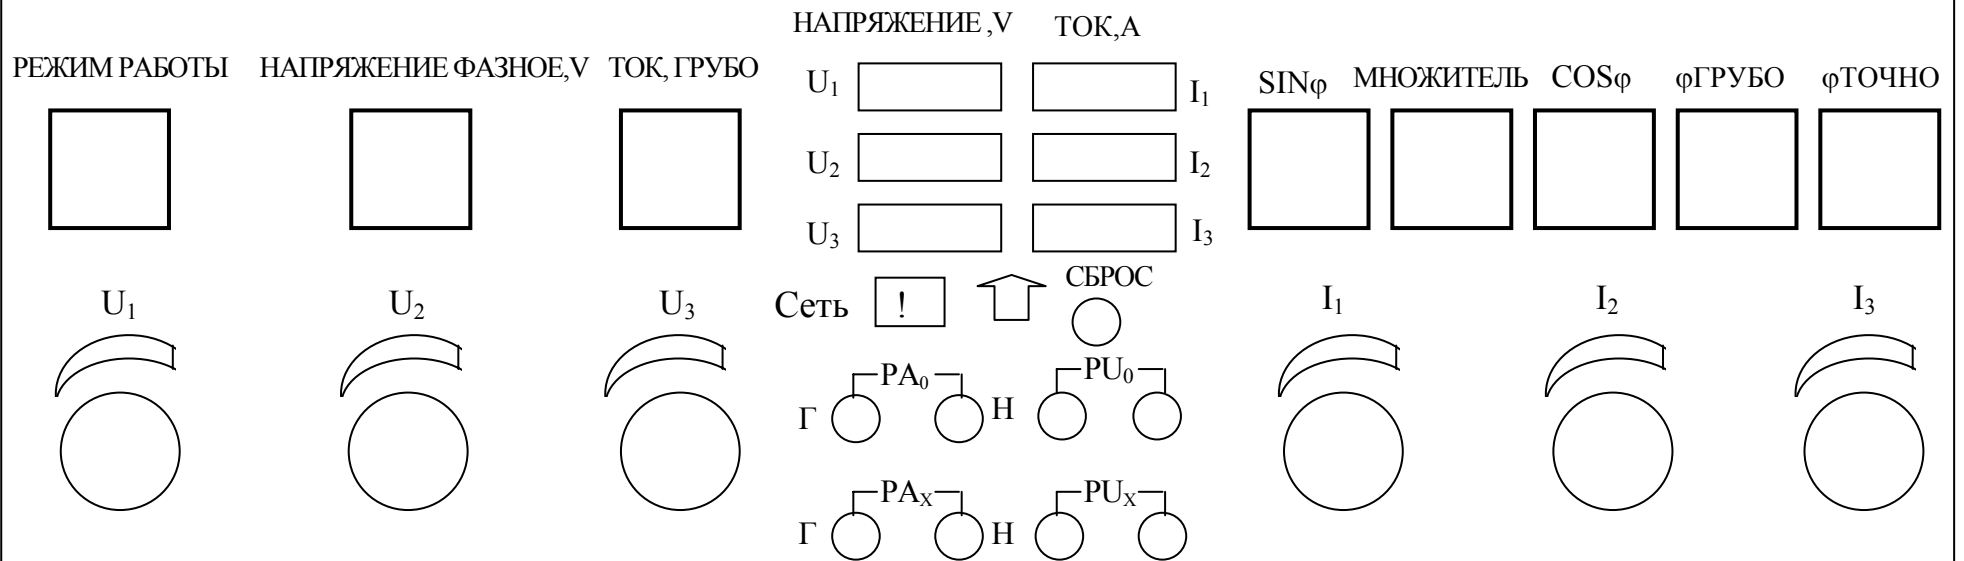 НАПРЯЖЕНИЕ ,V ТОК,А
РЕЖИМ РАБОТЫ НАПРЯЖЕНИЕ ФАЗНОЕ,V ТОК, ГРУБО
SINφ МНОЖИТЕЛЬ COSφ φГРУБО φТОЧНО
U1 I1
U2 I2
U3 I3
Сеть ! СБРОС
U1 U2 U3 I1 I2 I3
PA0 PU0
Г Н
PAX PUX
Г Н